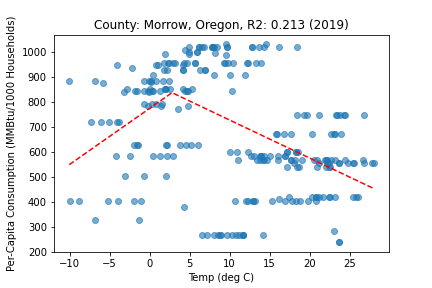 County: Morrow, Oregon, R2: 0.213 (2019)
Per-Capita Consumption (MMBtu/1000 Households)
1000
900
800
700
600
500
400
300
200
−10 −5 0 5 10 15 20 25
Temp (deg C)